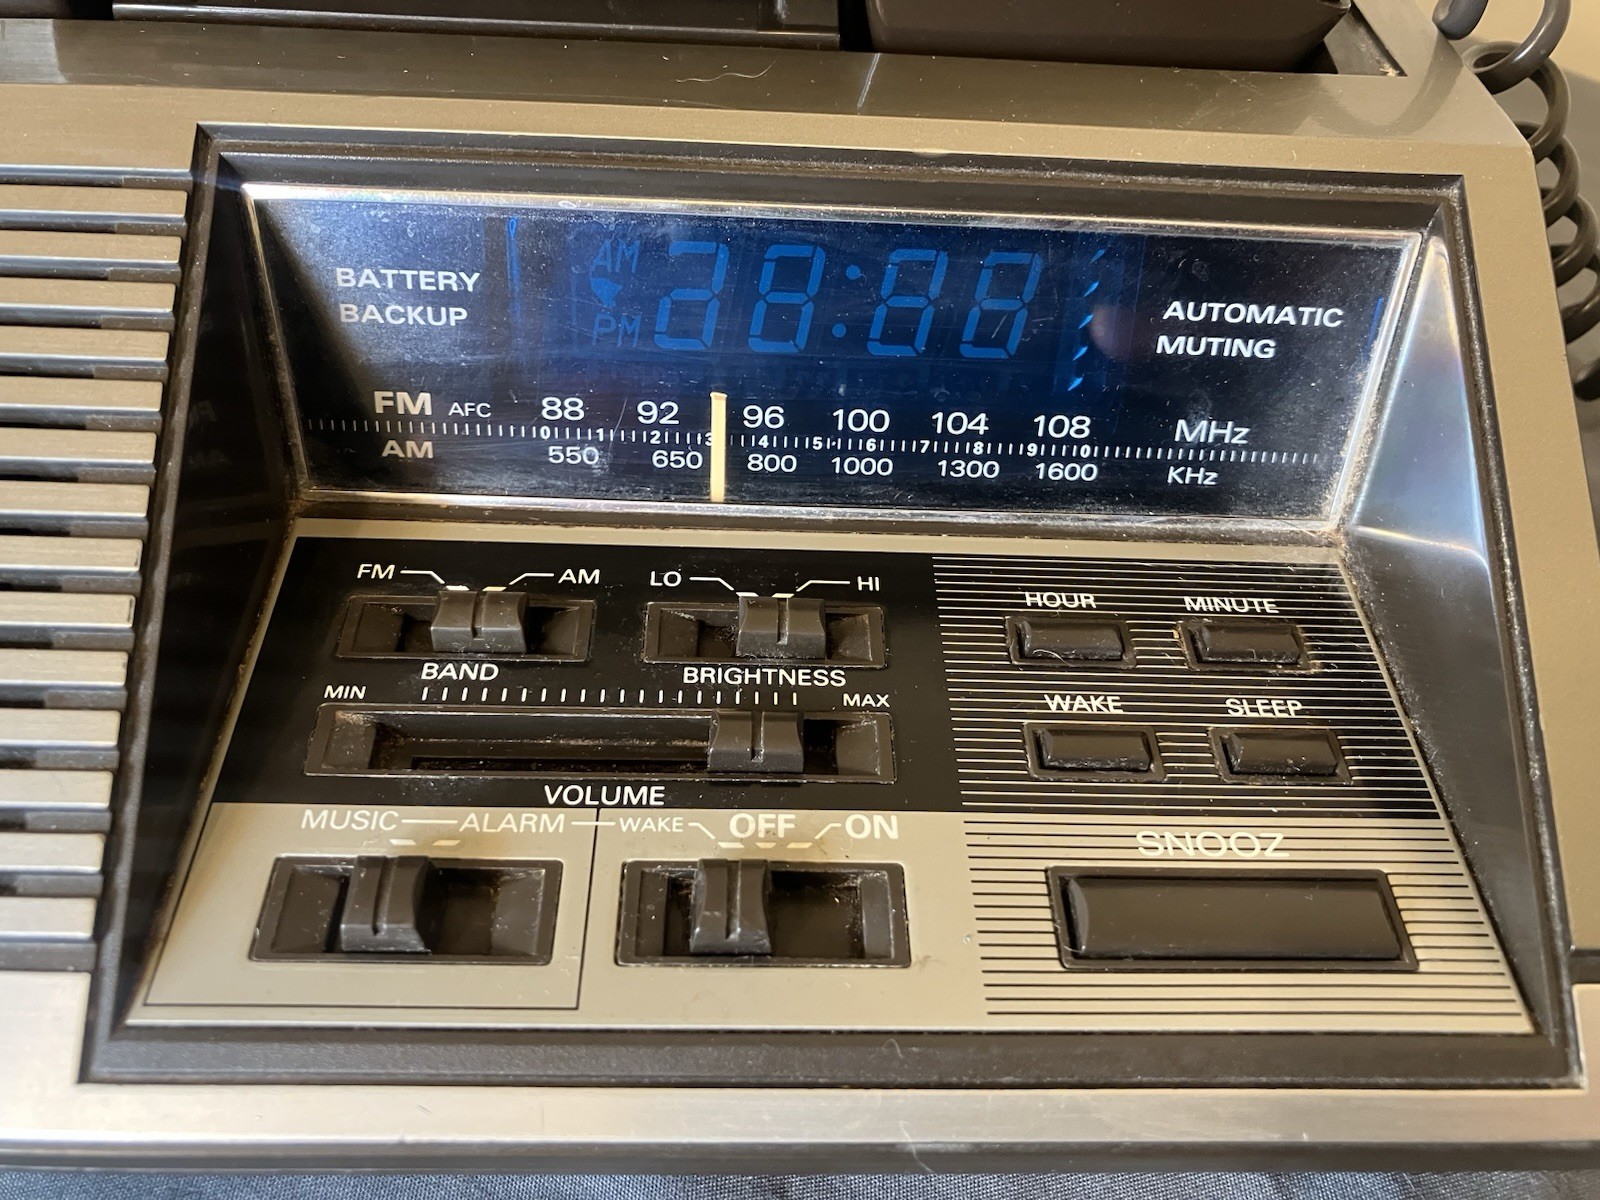 BATTERY
BACKUP
AM
PM
AUTOMATIC
MUTING
FM AFC 88 92 96 100 104 108 MHz
0 1 2 3 4 5 6 7 8 9 0
AM 550 650 800 1000 1300 1600 KHz
FM AM LO HI
BAND BRIGHTNESS
HOUR MINUTE
MIN MAX
WAKE SLEEP
VOLUME
MUSIC ALARM WAKE OFF ON
SNOOZ